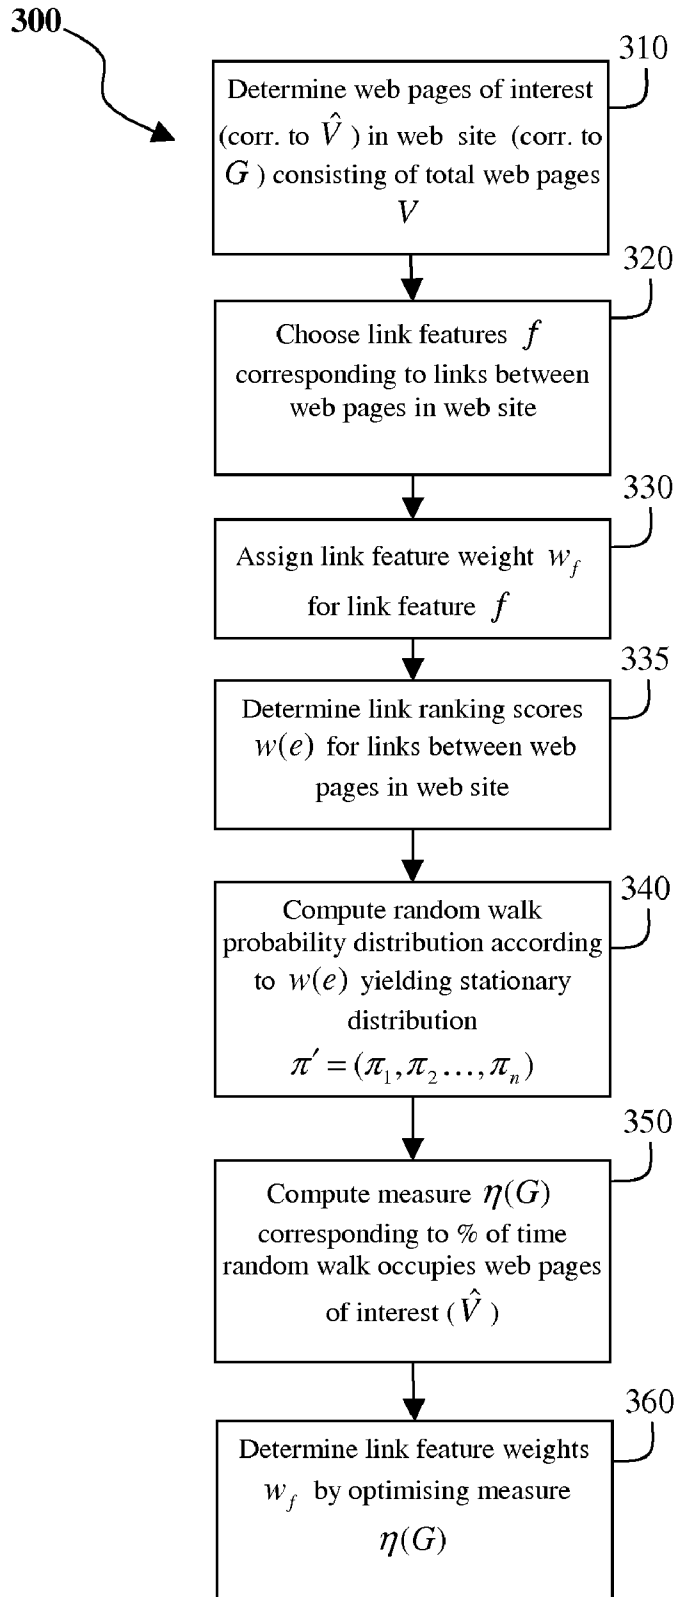 300
310
Determine web pages of interest
(corr. to V̂ ) in web site (corr. to
G ) consisting of total web pages
V
320
Choose link features f
corresponding to links between
web pages in web site
330
Assign link feature weight w_f
for link feature f
335
Determine link ranking scores
w(e) for links between web
pages in web site
340
Compute random walk
probability distribution according
to w(e) yielding stationary
distribution
π′ = (π₁, π₂ ..., πₙ)
350
Compute measure η(G)
corresponding to % of time
random walk occupies web pages
of interest ( V̂ )
360
Determine link feature weights
w_f by optimising measure
η(G)